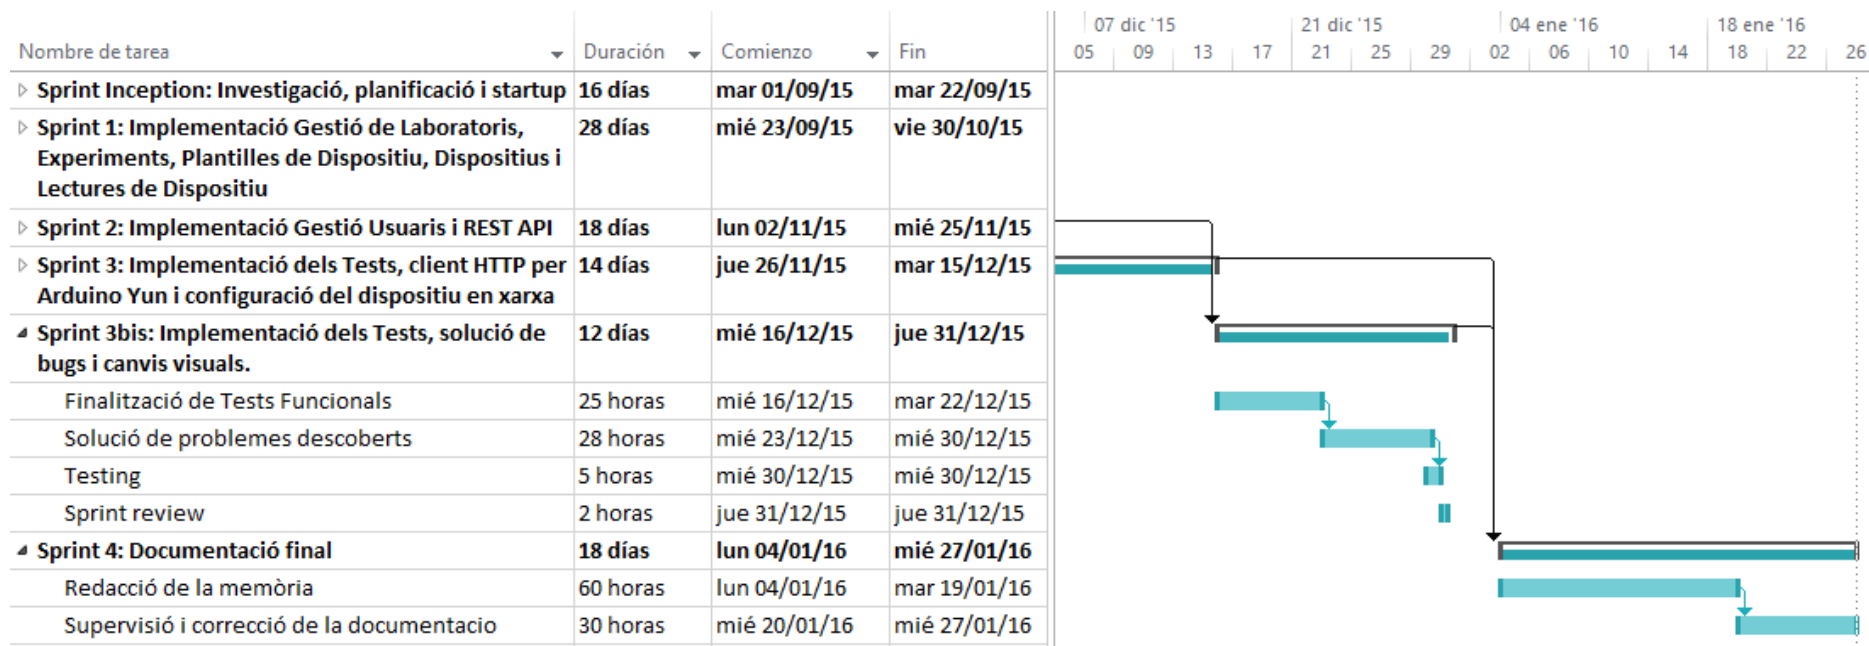 07 dic '15 21 dic '15 04 ene '16 18 ene '16
Nombre de tarea Duración Comienzo Fin 05 09 13 17 21 25 29 02 06 10 14 18 22 26
Sprint Inception: Investigació, planificació i startup 16 días mar 01/09/15 mar 22/09/15
Sprint 1: Implementació Gestió de Laboratoris, 28 días mié 23/09/15 vie 30/10/15
Experiments, Plantilles de Dispositiu, Dispositius i
Lectures de Dispositiu
Sprint 2: Implementació Gestió Usuaris i REST API 18 días lun 02/11/15 mié 25/11/15
Sprint 3: Implementació dels Tests, client HTTP per 14 días jue 26/11/15 mar 15/12/15
Arduino Yun i configuració del dispositiu en xarxa
Sprint 3bis: Implementació dels Tests, solució de 12 días mié 16/12/15 jue 31/12/15
bugs i canvis visuals.
Finalització de Tests Funcionals 25 horas mié 16/12/15 mar 22/12/15
Solució de problemes descoberts 28 horas mié 23/12/15 mié 30/12/15
Testing 5 horas mié 30/12/15 mié 30/12/15
Sprint review 2 horas jue 31/12/15 jue 31/12/15
Sprint 4: Documentació final 18 días lun 04/01/16 mié 27/01/16
Redacció de la memòria 60 horas lun 04/01/16 mar 19/01/16
Supervisió i correcció de la documentacio 30 horas mié 20/01/16 mié 27/01/16